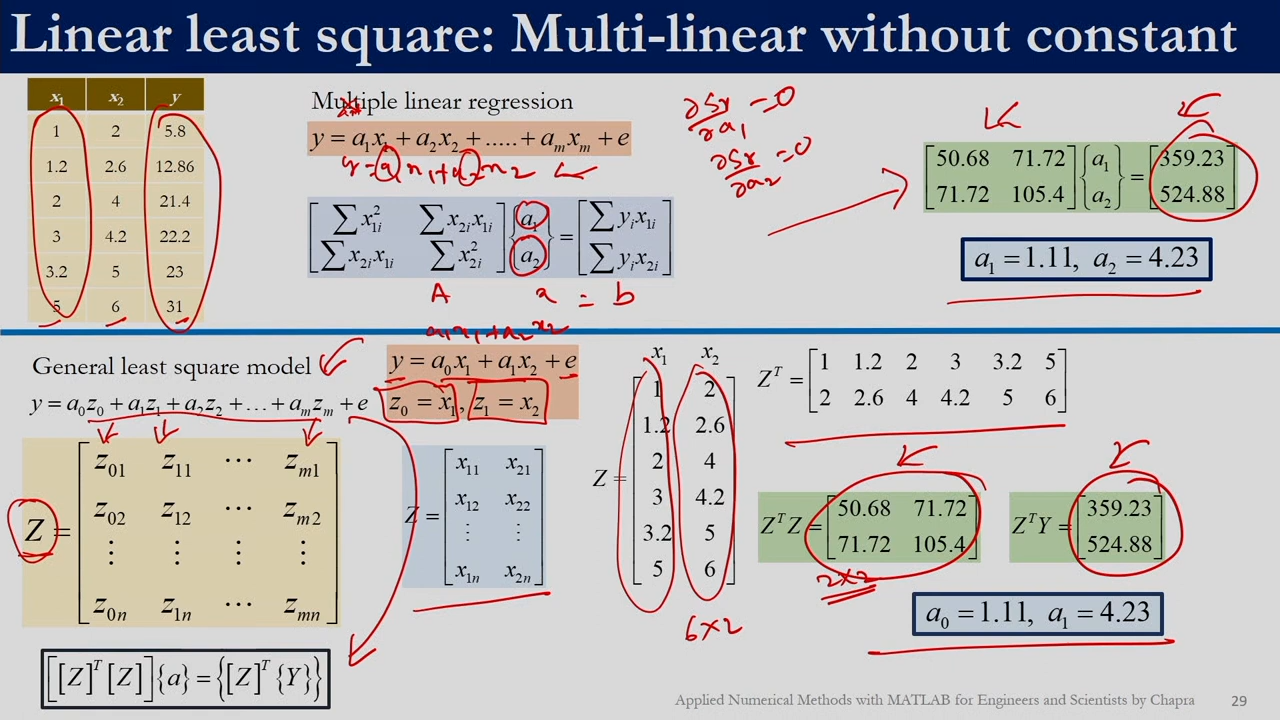 Linear least square: Multi-linear without constant
x₁ x₂ y
1 2 5.8
1.2 2.6 12.86
2 4 21.4
3 4.2 22.2
3.2 5 23
5 6 31
Multiple linear regression
y = a₁x₁ + a₂x₂ + ..... + aₘxₘ + e
y = a₁x₁ + a₂x₂
[∑x₁ᵢ² ∑x₂ᵢx₁ᵢ] {a₁} = [∑yᵢx₁ᵢ]
[∑x₂ᵢx₁ᵢ ∑x₂ᵢ²] {a₂} [∑yᵢx₂ᵢ]
A a = b
∂Sr/∂a₁ = 0
∂Sr/∂a₂ = 0
[50.68 71.72] {a₁} = [359.23]
[71.72 105.4] {a₂} [524.88]
a₁ = 1.11, a₂ = 4.23
General least square model
y = a₀z₀ + a₁z₁ + a₂z₂ + ... + aₘzₘ + e
Z = [z₀₁ z₁₁ ⋯ zₘ₁]
[z₀₂ z₁₂ ⋯ zₘ₂]
[⋮ ⋮ ⋮ ⋮]
[z₀ₙ z₁ₙ ⋯ zₘₙ]
[[Z]ᵀ[Z]]{a} = {[Z]ᵀ{Y}}
a₁x₁ + a₂x₂
y = a₀x₁ + a₁x₂ + e
z₀ = x₁, z₁ = x₂
Z = [x₁₁ x₂₁]
[x₁₂ x₂₂]
[⋮ ⋮]
[x₁ₙ x₂ₙ]
x₁ x₂
Z = [1 2]
[1.2 2.6]
[2 4]
[3 4.2]
[3.2 5]
[5 6]
6×2
Zᵀ = [1 1.2 2 3 3.2 5]
[2 2.6 4 4.2 5 6]
ZᵀZ = [50.68 71.72]
[71.72 105.4]
2×2
ZᵀY = [359.23]
[524.88]
a₀ = 1.11, a₁ = 4.23
Applied Numerical Methods with MATLAB for Engineers and Scientists by Chapra 29